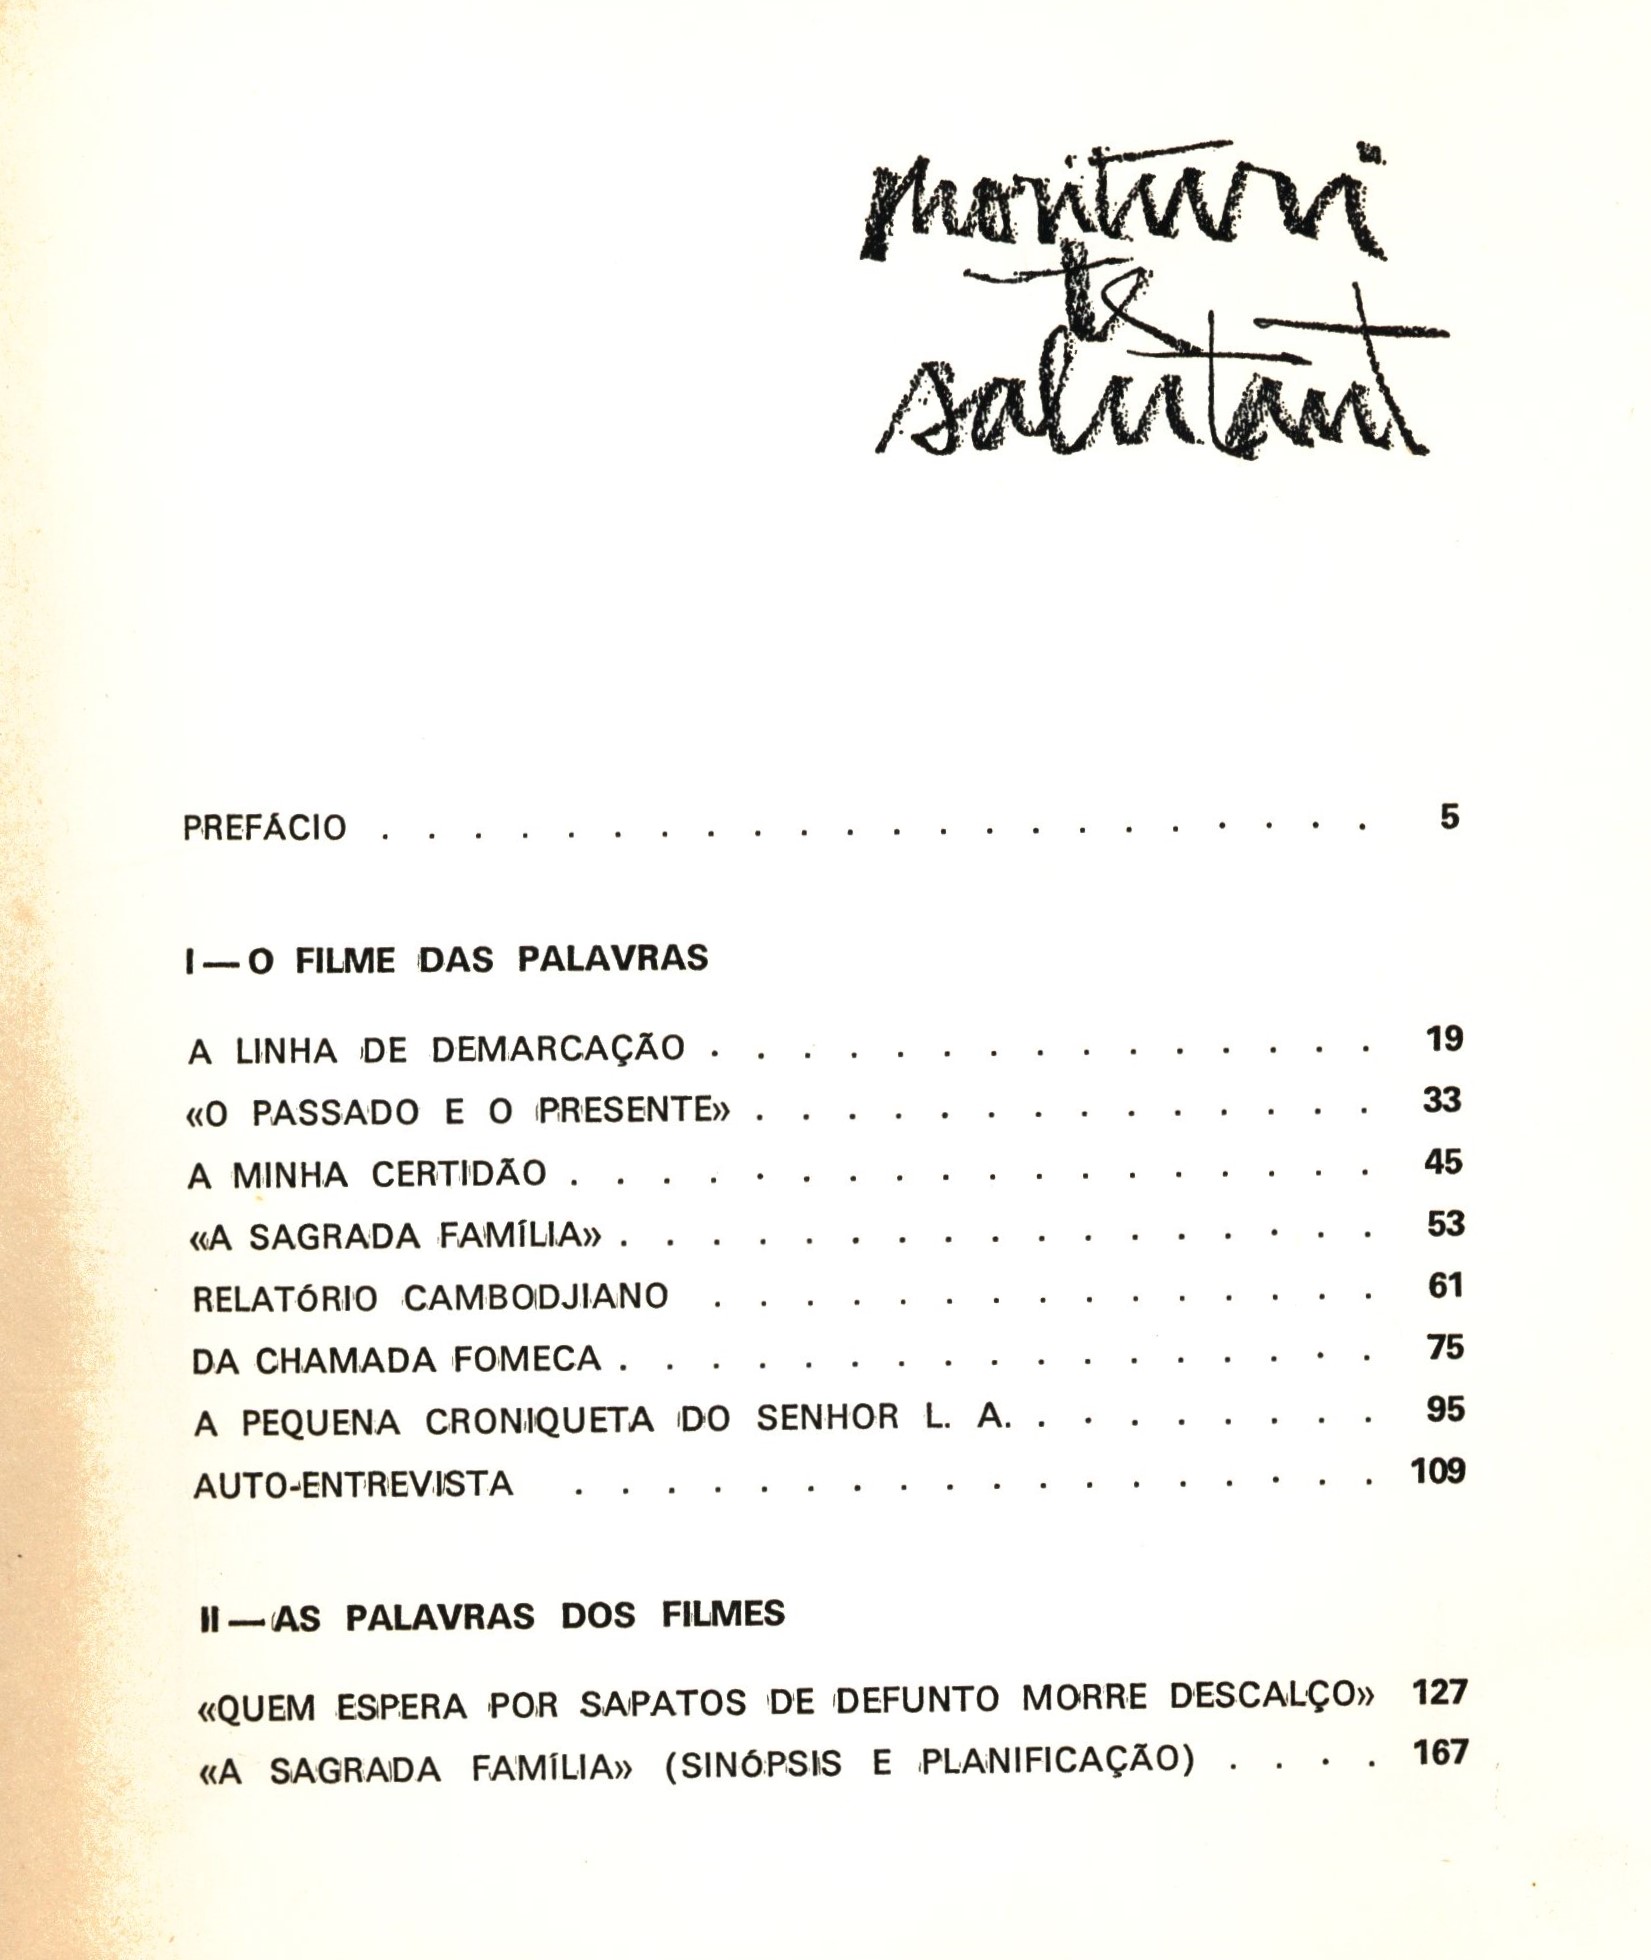 morituri
te
salutant
PREFÁCIO . . . . . . . . . . . . . . . . . . . . . . 5
I — O FILME DAS PALAVRAS
A LINHA DE DEMARCAÇÃO . . . . . . . . . . . . . . . 19
«O PASSADO E O PRESENTE» . . . . . . . . . . . . . . 33
A MINHA CERTIDÃO . . . . . . . . . . . . . . . . . . 45
«A SAGRADA FAMÍLIA» . . . . . . . . . . . . . . . . . 53
RELATÓRIO CAMBODJIANO . . . . . . . . . . . . . . . 61
DA CHAMADA FOMECA . . . . . . . . . . . . . . . . . 75
A PEQUENA CRONIQUETA DO SENHOR L. A. . . . . . . . . 95
AUTO-ENTREVISTA . . . . . . . . . . . . . . . . . . 109
II — AS PALAVRAS DOS FILMES
«QUEM ESPERA POR SAPATOS DE DEFUNTO MORRE DESCALÇO» 127
«A SAGRADA FAMÍLIA» (SINÓPSIS E PLANIFICAÇÃO) . . . . 167